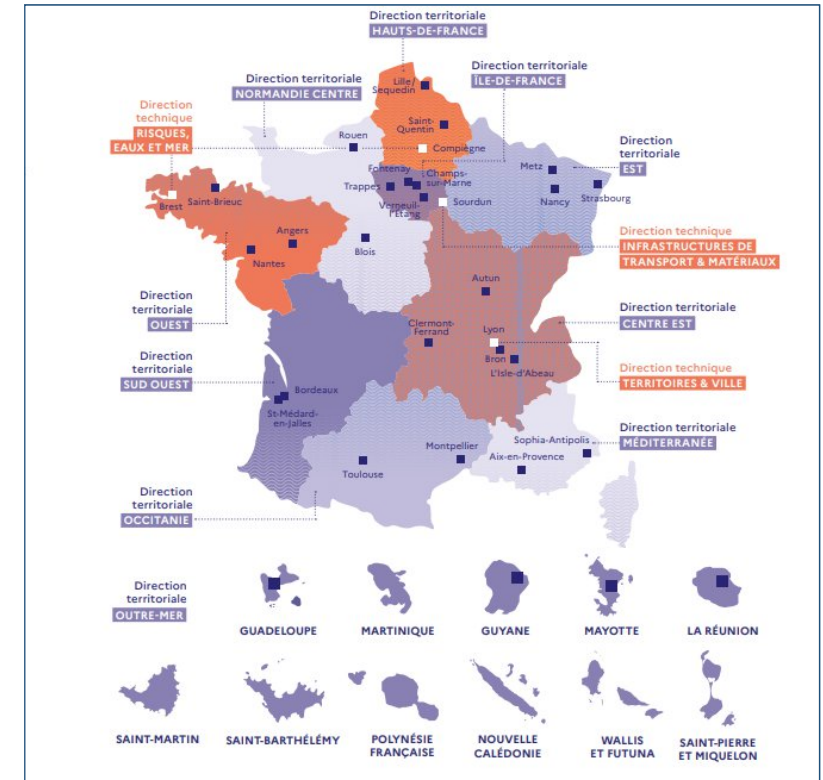 Direction territoriale
HAUTS-DE-FRANCE
Direction territoriale
NORMANDIE CENTRE
Direction territoriale
ÎLE-DE-FRANCE
Direction
technique
RISQUES,
EAUX ET MER
Lille/
Sequedin
Saint-
Quentin
Rouen
Compiègne
Direction
territoriale
EST
Metz
Fontenay
Champs-
sur-Marne
Trappes
Verneuil-
l'Étang
Sourdun
Nancy
Strasbourg
Brest
Saint-Brieuc
Angers
Nantes
Blois
Direction technique
INFRASTRUCTURES DE
TRANSPORT & MATÉRIAUX
Autun
Direction
territoriale
OUEST
Direction territoriale
CENTRE EST
Clermont-
Ferrand
Lyon
Bron
L'Isle-d'Abeau
Direction
territoriale
SUD OUEST
Direction technique
TERRITOIRES & VILLE
Bordeaux
St-Médard-
en-Jalles
Direction territoriale
MÉDITERRANÉE
Montpellier
Sophia-Antipolis
Aix-en-Provence
Toulouse
Direction
territoriale
OCCITANIE
Direction
territoriale
OUTRE-MER
GUADELOUPE
MARTINIQUE
GUYANE
MAYOTTE
LA RÉUNION
SAINT-MARTIN
SAINT-BARTHÉLÉMY
POLYNÉSIE
FRANÇAISE
NOUVELLE
CALÉDONIE
WALLIS
ET FUTUNA
SAINT-PIERRE
ET MIQUELON